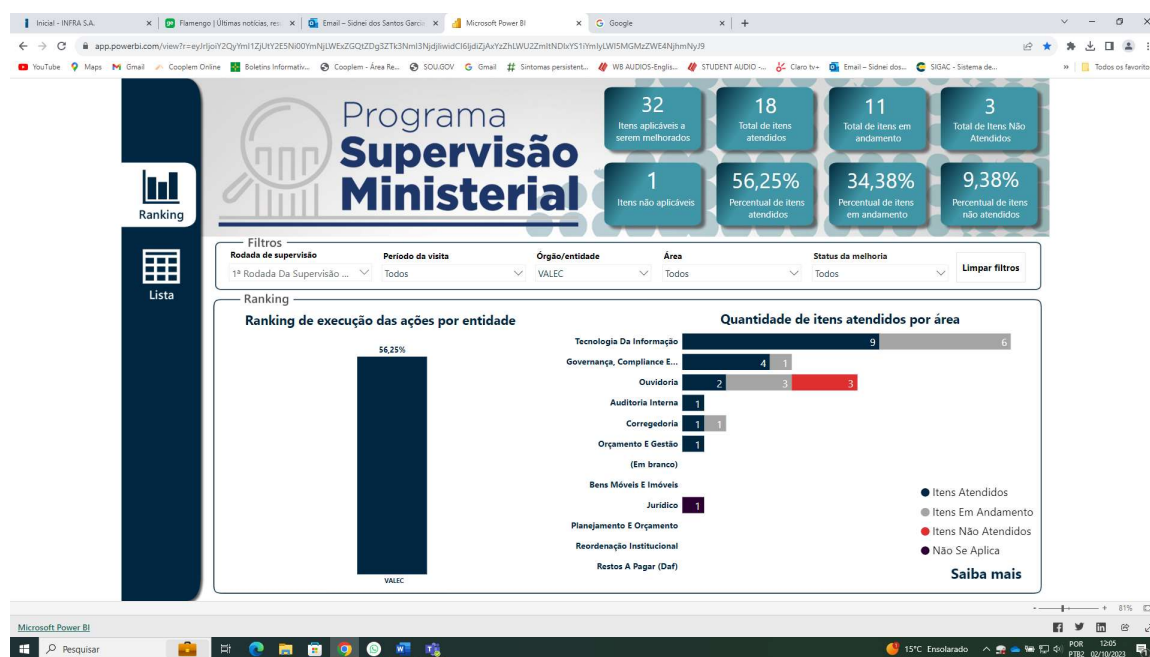 Inicial - INFRA S.A.
Flamengo | Últimas notícias, res
Email – Sidnei dos Santos Garcia
Microsoft Power BI
Google
app.powerbi.com
YouTube
Maps
Gmail
Cooplem Online
Boletins Informativ...
Cooplem - Área Re...
SOU.GOV
Gmail
Sintomas persistent...
WB AUDIOS-Englis...
STUDENT AUDIO -...
Claro tv+
Email – Sidnei dos...
SIGAC - Sistema de...
Todos os favoritos
Programa
Supervisão
Ministerial
32
Itens aplicáveis a
serem melhorados
18
Total de itens
atendidos
11
Total de itens em
andamento
3
Total de Itens Não
Atendidos
1
Itens não aplicáveis
56,25%
Percentual de itens
atendidos
34,38%
Percentual de itens
em andamento
9,38%
Percentual de itens
não atendidos
Ranking
Lista
Filtros
Rodada de supervisão
1ª Rodada Da Supervisão ...
Período da visita
Todos
Órgão/entidade
VALEC
Área
Todos
Status da melhoria
Todos
Limpar filtros
Ranking
Ranking de execução das ações por entidade
56,25%
VALEC
Quantidade de itens atendidos por área
Tecnologia Da Informação 9 6
Governança, Compliance E... 4 1
Ouvidoria 2 3 3
Auditoria Interna 1
Corregedoria 1 1
Orçamento E Gestão 1
(Em branco)
Bens Móveis E Imóveis
Jurídico 1
Planejamento E Orçamento
Reordenação Institucional
Restos A Pagar (Daf)
Itens Atendidos
Itens Em Andamento
Itens Não Atendidos
Não Se Aplica
Saiba mais
81%
Microsoft Power BI
Pesquisar
15°C Ensolarado
POR
PTB2
12:05
02/10/2023